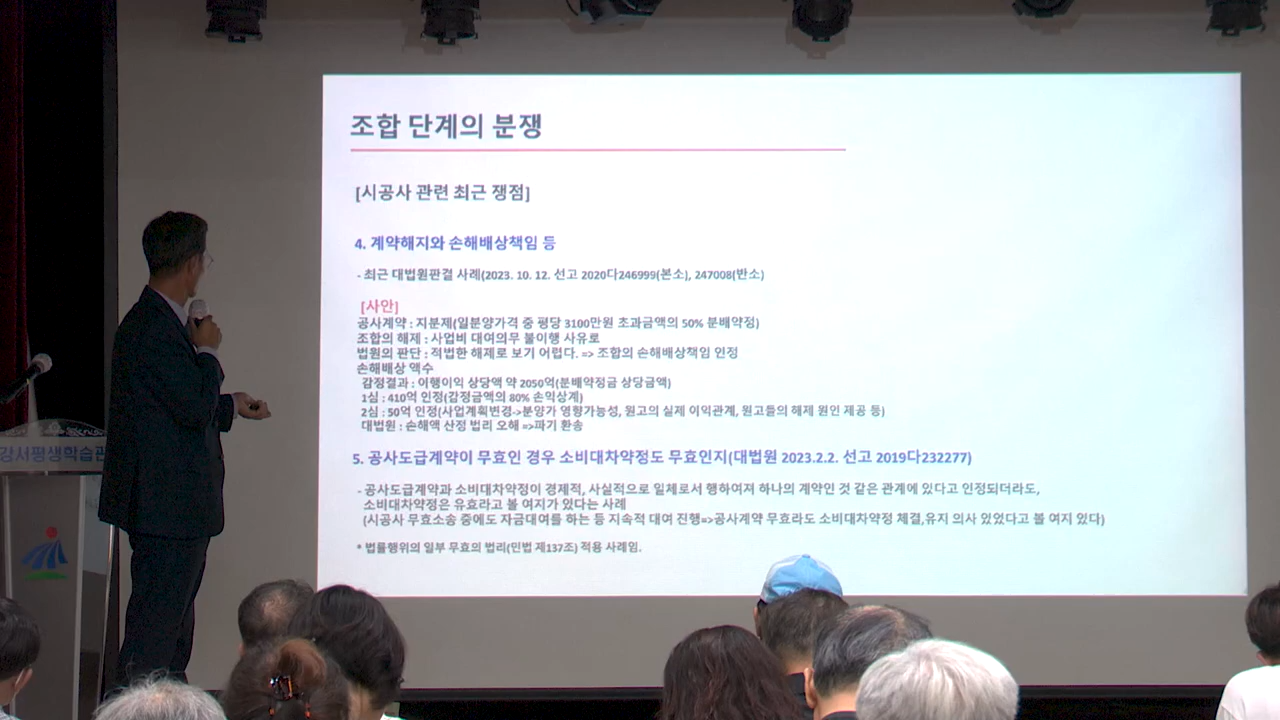 조합 단계의 분쟁
[시공사 관련 최근 쟁점]
4. 계약해지와 손해배상책임 등
- 최근 대법원판결 사례(2023. 10. 12. 선고 2020다246999(본소), 247008(반소)
[사안]
공사계약 : 지분제(일분양가격 중 평당 3100만원 초과금액의 50% 분배약정)
조합의 해제 : 사업비 대여의무 불이행 사유로
법원의 판단 : 적법한 해제로 보기 어렵다. => 조합의 손해배상책임 인정
손해배상 액수
감정결과 : 이행이익 상당액 약 2050억(분배약정금 상당금액)
1심 : 410억 인정(감정금액의 80% 손익상계)
2심 : 50억 인정(사업계획변경->분양가 영향가능성, 원고의 실제 이익관계, 원고들의 해제 원인 제공 등)
대법원 : 손해액 산정 법리 오해 =>파기 환송
5. 공사도급계약이 무효인 경우 소비대차약정도 무효인지(대법원 2023.2.2. 선고 2019다232277)
- 공사도급계약과 소비대차약정이 경제적, 사실적으로 일체로서 행하여져 하나의 계약인 것 같은 관계에 있다고 인정되더라도,
소비대차약정은 유효라고 볼 여지가 있다는 사례
(시공사 무효소송 중에도 자금대여를 하는 등 지속적 대여 진행=>공사계약 무효라도 소비대차약정 체결,유지 의사 있었다고 볼 여지 있다)
* 법률행위의 일부 무효의 법리(민법 제137조) 적용 사례임.
강서평생학습관